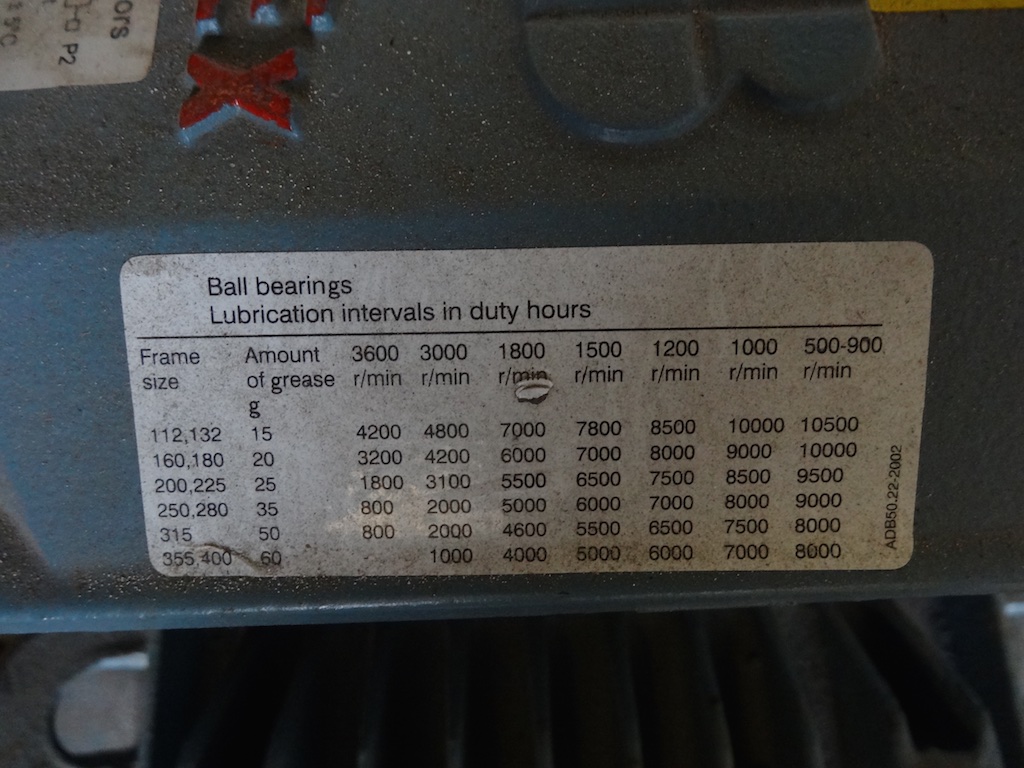 Ball bearings
Lubrication intervals in duty hours
Frame size Amount of grease g 3600 r/min 3000 r/min 1800 r/min 1500 r/min 1200 r/min 1000 r/min 500-900 r/min
112,132 15 4200 4800 7000 7800 8500 10000 10500
160,180 20 3200 4200 6000 7000 8000 9000 10000
200,225 25 1800 3100 5500 6500 7500 8500 9500
250,280 35 800 2000 5000 6000 7000 8000 9000
315 50 800 2000 4600 5500 6500 7500 8000
355,400 60 1000 4000 5000 6000 7000 8000
ADB50.22-2002
ors
P2
X